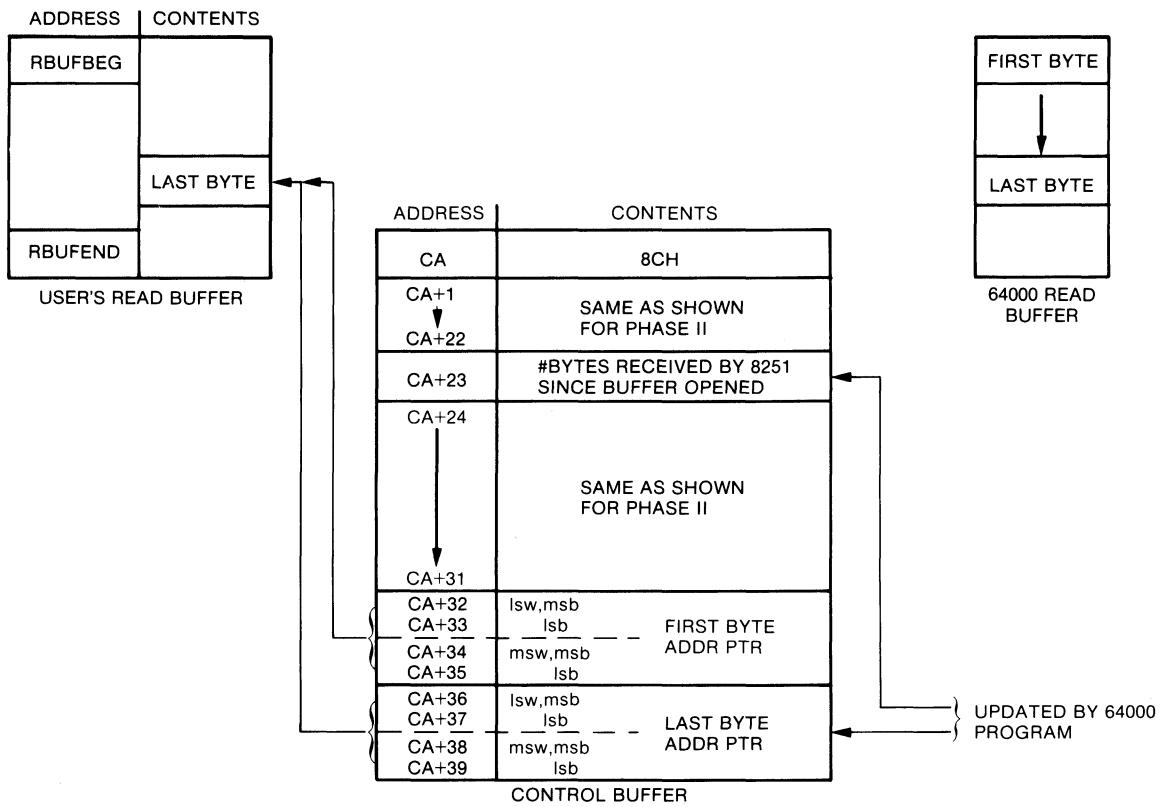 ADDRESS CONTENTS
RBUFBEG
LAST BYTE
RBUFEND
USER'S READ BUFFER
FIRST BYTE
LAST BYTE
64000 READ
BUFFER
ADDRESS CONTENTS
CA 8CH
CA+1
CA+22
SAME AS SHOWN
FOR PHASE II
CA+23
#BYTES RECEIVED BY 8251
SINCE BUFFER OPENED
CA+24
CA+31
SAME AS SHOWN
FOR PHASE II
CA+32 lsw,msb
CA+33 lsb
CA+34 msw,msb
CA+35 lsb
FIRST BYTE
ADDR PTR
CA+36 lsw,msb
CA+37 lsb
CA+38 msw,msb
CA+39 lsb
LAST BYTE
ADDR PTR
CONTROL BUFFER
UPDATED BY 64000
PROGRAM